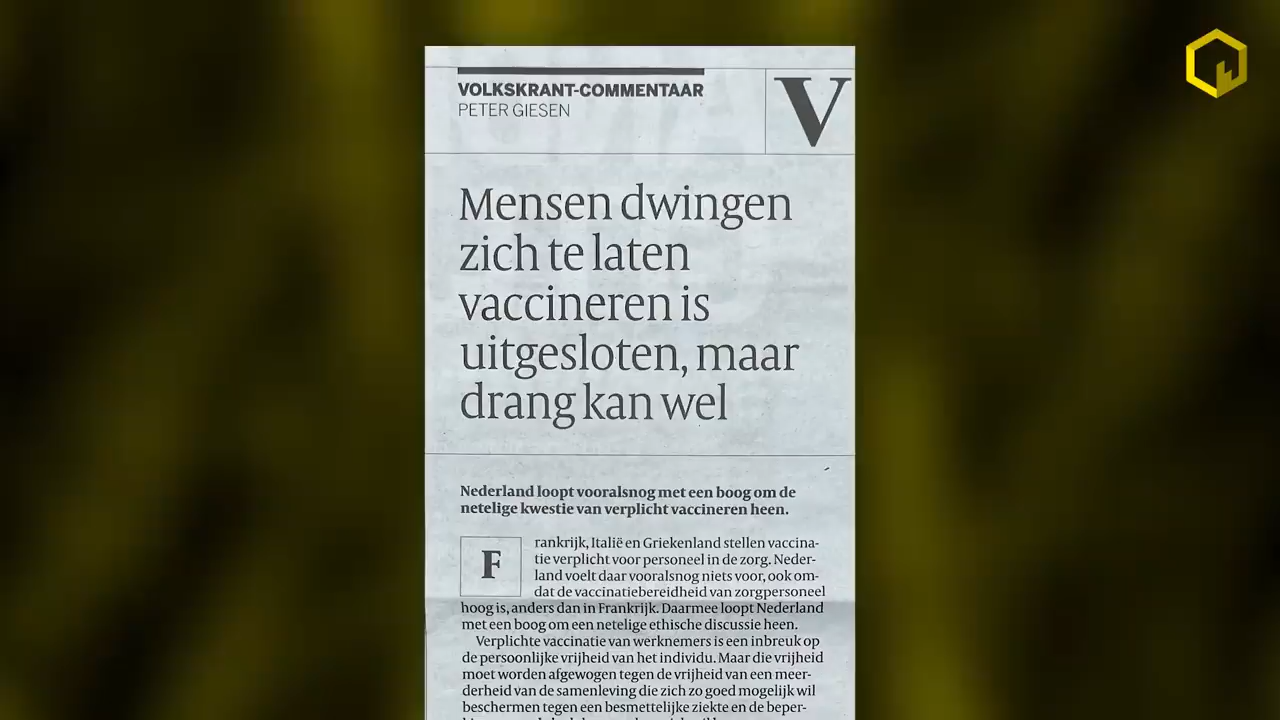 VOLKSKRANT-COMMENTAAR
PETER GIESEN
V
Mensen dwingen
zich te laten
vaccineren is
uitgesloten, maar
drang kan wel
Nederland loopt vooralsnog met een boog om de
netelige kwestie van verplicht vaccineren heen.
F
rankrijk, Italië en Griekenland stellen vaccina-
tie verplicht voor personeel in de zorg. Neder-
land voelt daar vooralsnog niets voor, ook om-
dat de vaccinatiebereidheid van zorgpersoneel
hoog is, anders dan in Frankrijk. Daarmee loopt Nederland
met een boog om een netelige ethische discussie heen.
Verplichte vaccinatie van werknemers is een inbreuk op
de persoonlijke vrijheid van het individu. Maar die vrijheid
moet worden afgewogen tegen de vrijheid van een meer-
derheid van de samenleving die zich zo goed mogelijk wil
beschermen tegen een besmettelijke ziekte en de beper-